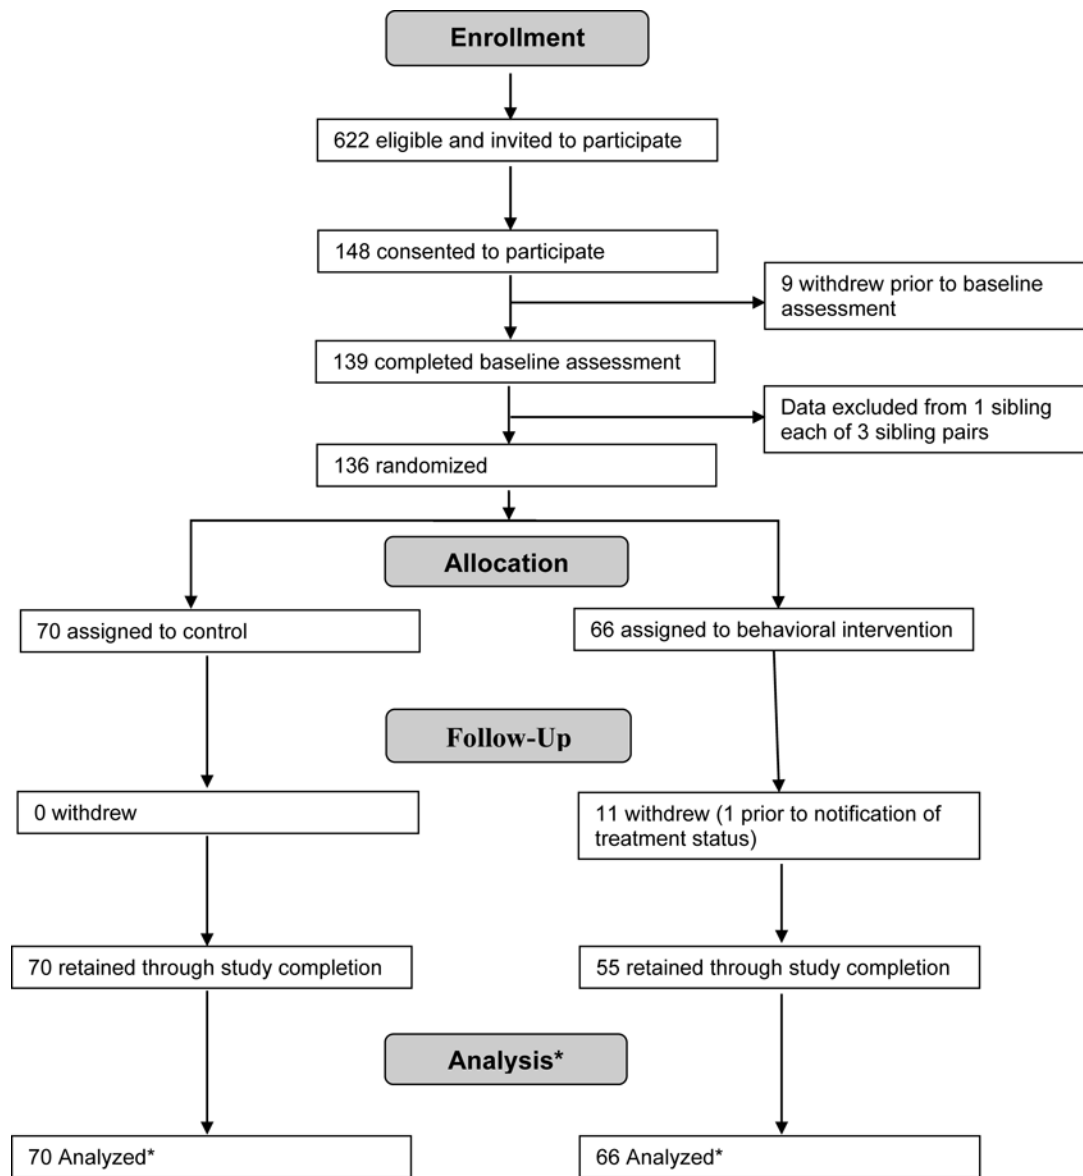 Enrollment
622 eligible and invited to participate
148 consented to participate
9 withdrew prior to baseline
assessment
139 completed baseline assessment
Data excluded from 1 sibling
each of 3 sibling pairs
136 randomized
Allocation
70 assigned to control
66 assigned to behavioral intervention
Follow-Up
0 withdrew
11 withdrew (1 prior to notification of
treatment status)
70 retained through study completion
55 retained through study completion
Analysis*
70 Analyzed*
66 Analyzed*